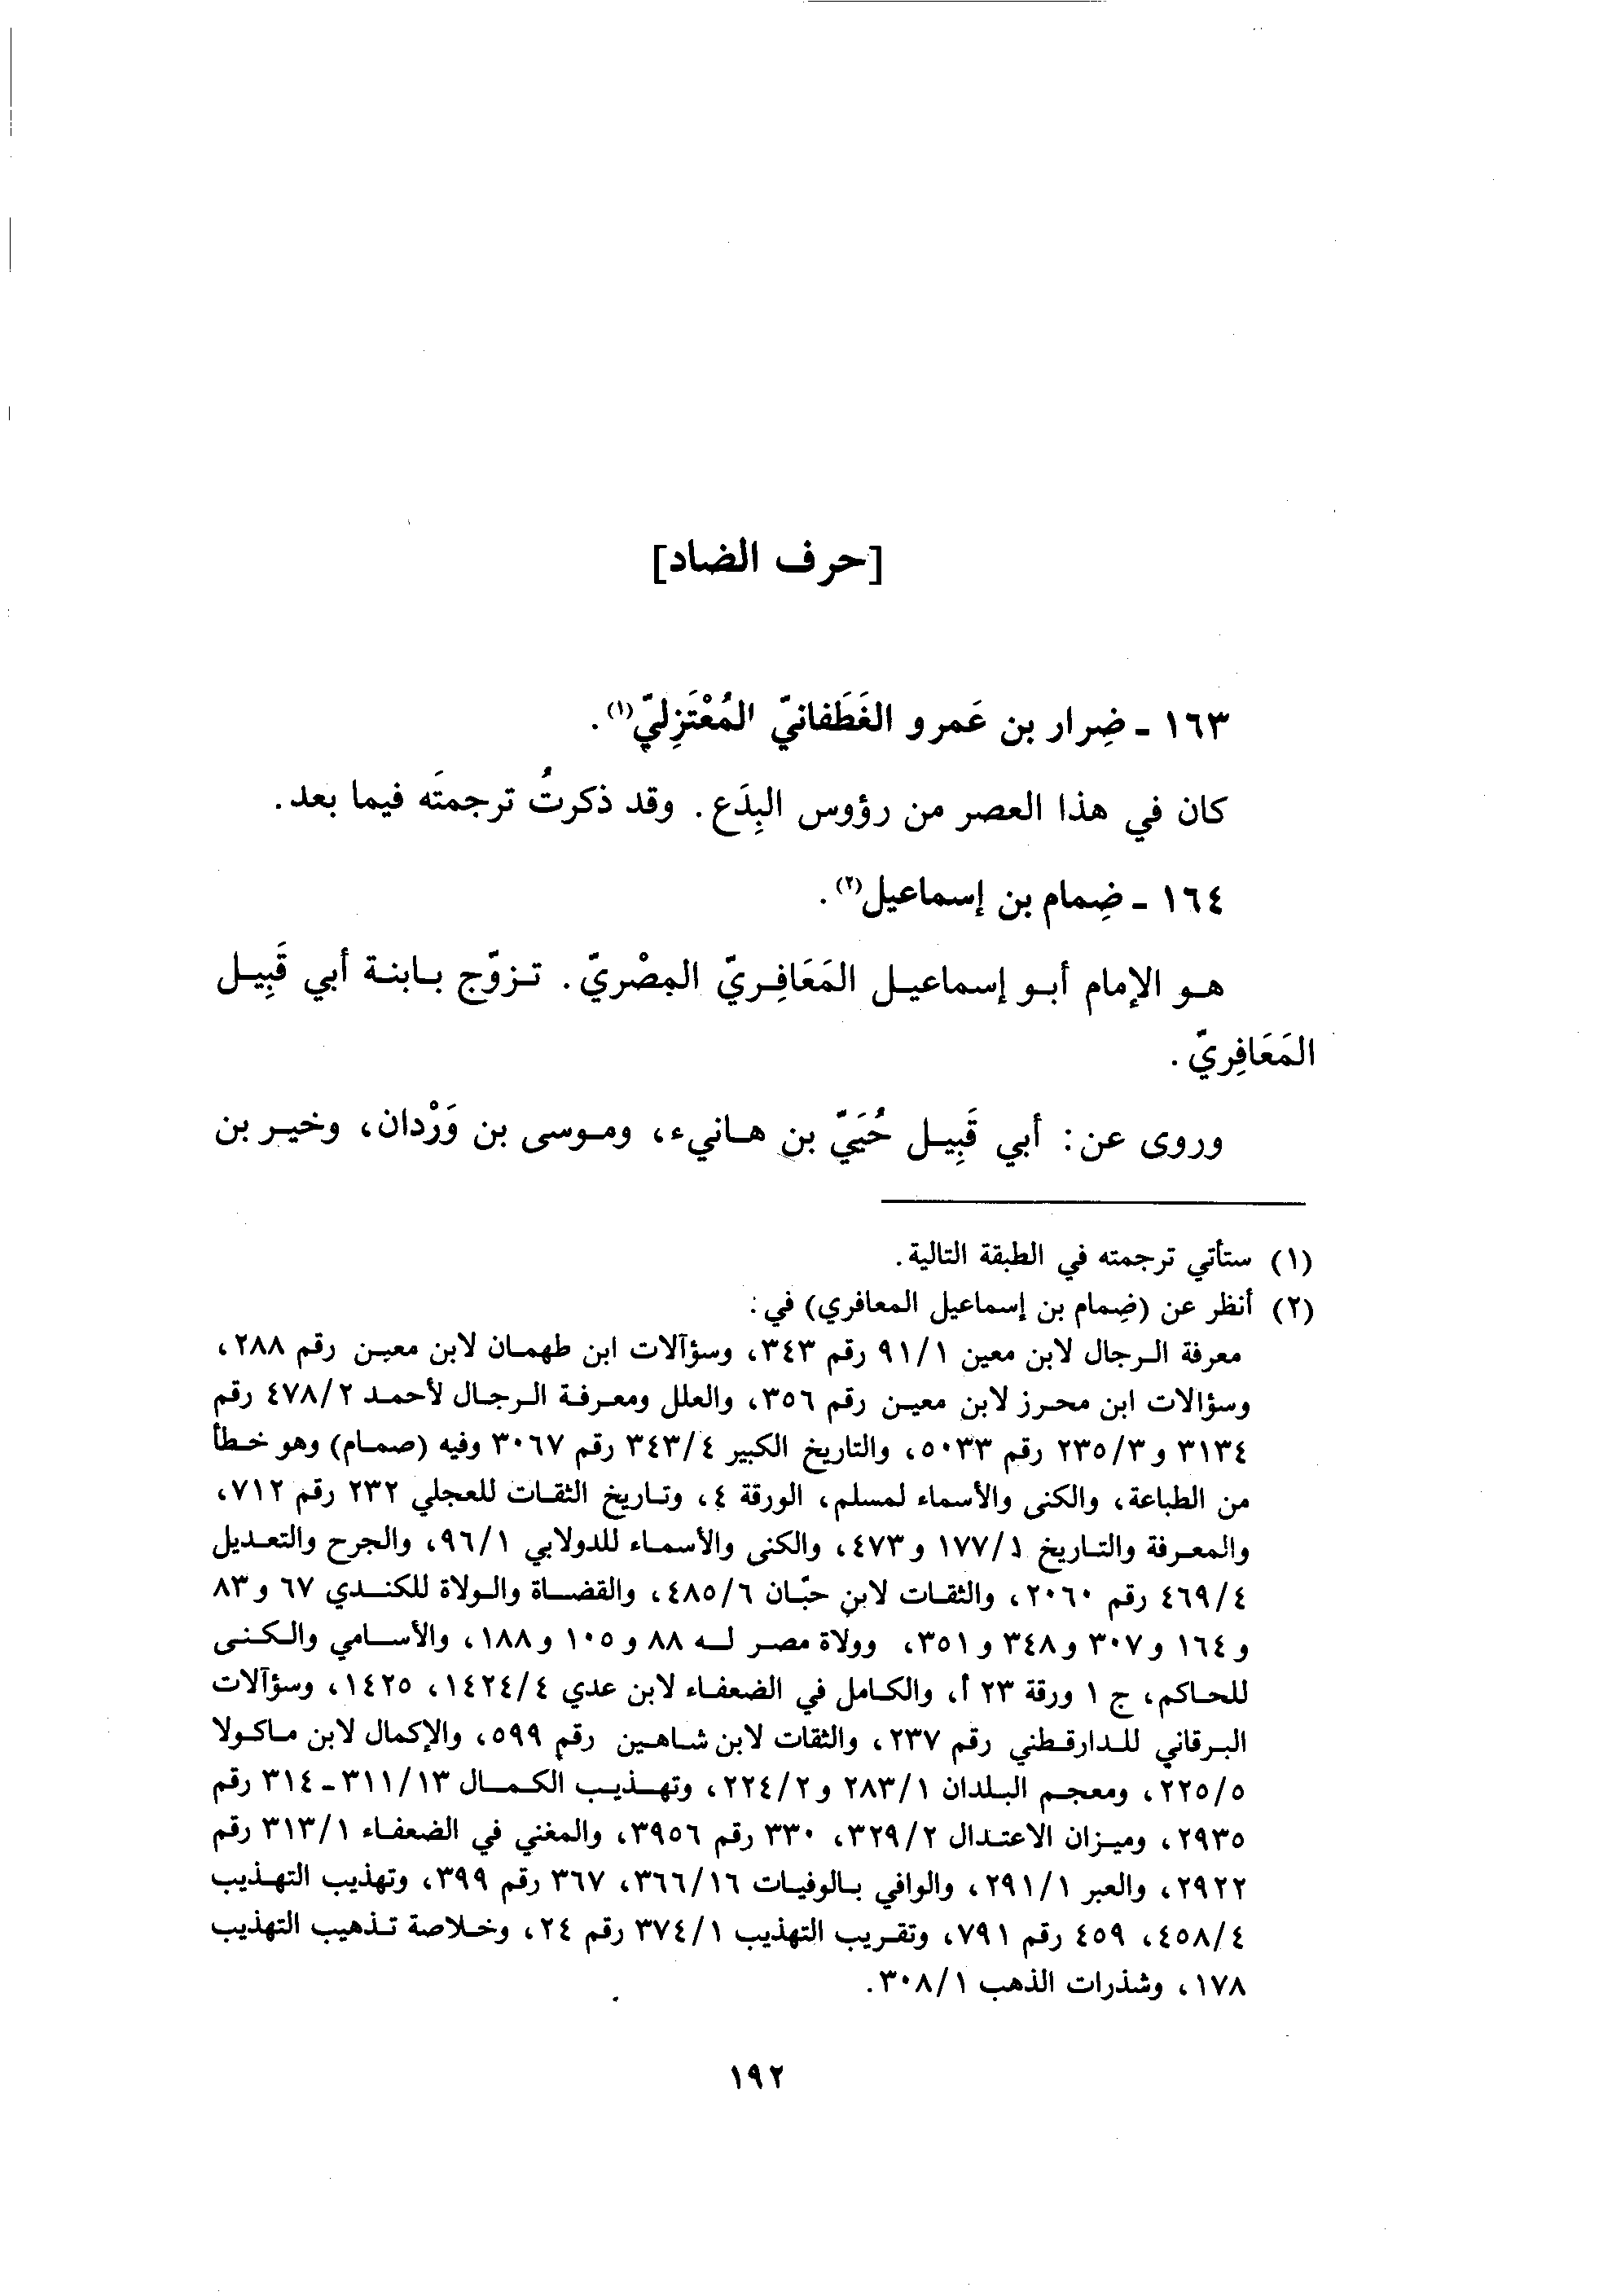 [حرف الضاد]
١٦٣ ـ ضِرار بن عَمرو الغَطَفانيّ المُعْتَزِليّ(١).
كان في هذا العصر من رؤوس البِدَع. وقد ذكرتُ ترجمتَه فيما بعد.
١٦٤ ـ ضِمام بن إسماعيل(٢).
هو الإمام أبو إسماعيل المَعَافِريّ المِصْريّ. تزوّج بابنة أبي قَبِيل
المَعَافِريّ.
وروى عن: أبي قَبِيل حُيَيّ بن هانيء، وموسى بن وَرْدان، وخير بن
(١) ستأتي ترجمته في الطبقة التالية.
(٢) أنظر عن (ضِمام بن إسماعيل المعافري) في:
معرفة الرجال لابن معين ٩١/١ رقم ٣٤٣، وسؤآلات ابن طهمان لابن معين رقم ٢٨٨،
وسؤالات ابن محرز لابن معين رقم ٣٥٦، والعلل ومعرفة الرجال لأحمد ٤٧٨/٢ رقم
٣١٣٤ و٢٣٥/٣ رقم ٥٠٣٣، والتاريخ الكبير ٣٤٣/٤ رقم ٣٠٦٧ وفيه (صمام) وهو خطأ
من الطباعة، والكنى والأسماء لمسلم، الورقة ٤، وتاريخ الثقات للعجلي ٢٣٢ رقم ٧١٢،
والمعرفة والتاريخ ١٧٧/١ و٤٧٣، والكنى والأسماء للدولابي ٩٦/١، والجرح والتعديل
٤٦٩/٤ رقم ٢٠٦٠، والثقات لابن حبّان ٤٨٥/٦، والقضاة والولاة للكندي ٦٧ و٨٣
و١٦٤ و٣٠٧ و٣٤٨ و٣٥١، وولاة مصر له ٨٨ و١٠٥ و١٨٨، والأسامي والكنى
للحاكم، ج ١ ورقة ٢٣ أ، والكامل في الضعفاء لابن عدي ١٤٢٤/٤، ١٤٢٥، وسؤآلات
البرقاني للدارقطني رقم ٢٣٧، والثقات لابن شاهين رقم ٥٩٩، والإكمال لابن ماكولا
٢٢٥/٥، ومعجم البلدان ٢٨٣/١ و٢٢٤/٢، وتهذيب الكمال ٣١١/١٣ ـ ٣١٤ رقم
٢٩٣٥، وميزان الاعتدال ٣٢٩/٢، ٣٣٠ رقم ٣٩٥٦، والمغني في الضعفاء ٣١٣/١ رقم
٢٩٢٢، والعبر ٢٩١/١، والوافي بالوفيات ٣٦٦/١٦، ٣٦٧ رقم ٣٩٩، وتهذيب التهذيب
٤٥٨/٤، ٤٥٩ رقم ٧٩١، وتقريب التهذيب ٣٧٤/١ رقم ٢٤، وخلاصة تذهيب التهذيب
١٧٨، وشذرات الذهب ٣٠٨/١.
١٩٢